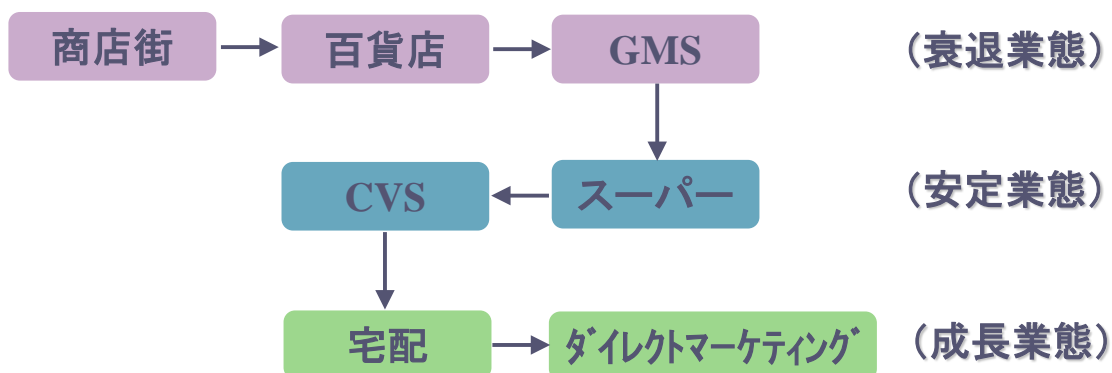 商店街 百貨店 GMS （衰退業態）
CVS スーパー （安定業態）
宅配 ﾀﾞｲﾚｸﾄマーケティング （成長業態）